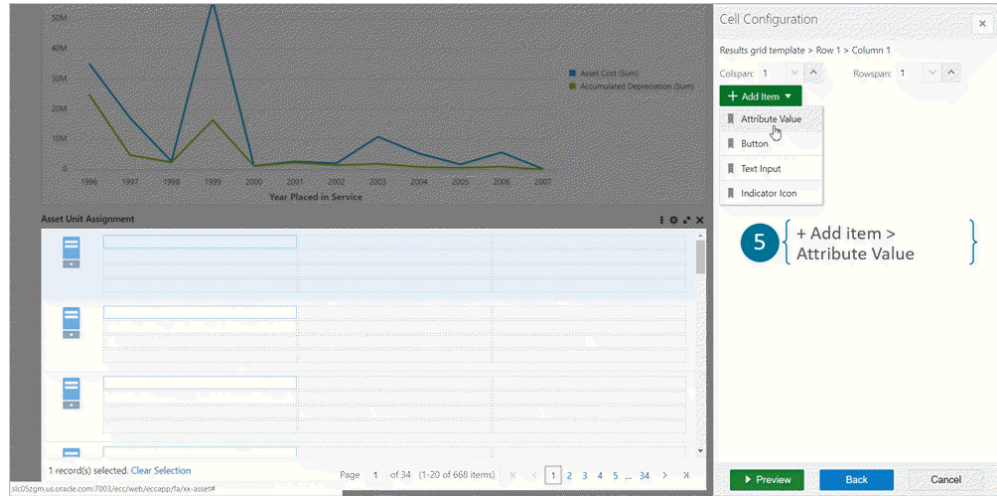 50M
40M
30M
20M
10M
0
1996 1997 1998 1999 2000 2001 2002 2003 2004 2005 2006 2007
Year Placed in Service
Asset Cost (Sum)
Accumulated Depreciation (Sum)
Asset Unit Assignment
1 record(s) selected. Clear Selection
Page 1 of 34 (1-20 of 668 items) 1 2 3 4 5 ... 34
slc05zgm.us.oracle.com:7003/ecc/web/eccapp/fa/xx-asset#
Cell Configuration
Results grid template > Row 1 > Column 1
Colspan: 1 Rowspan: 1
+ Add Item
Attribute Value
Button
Text Input
Indicator Icon
5
+ Add item >
Attribute Value
Preview Back Cancel